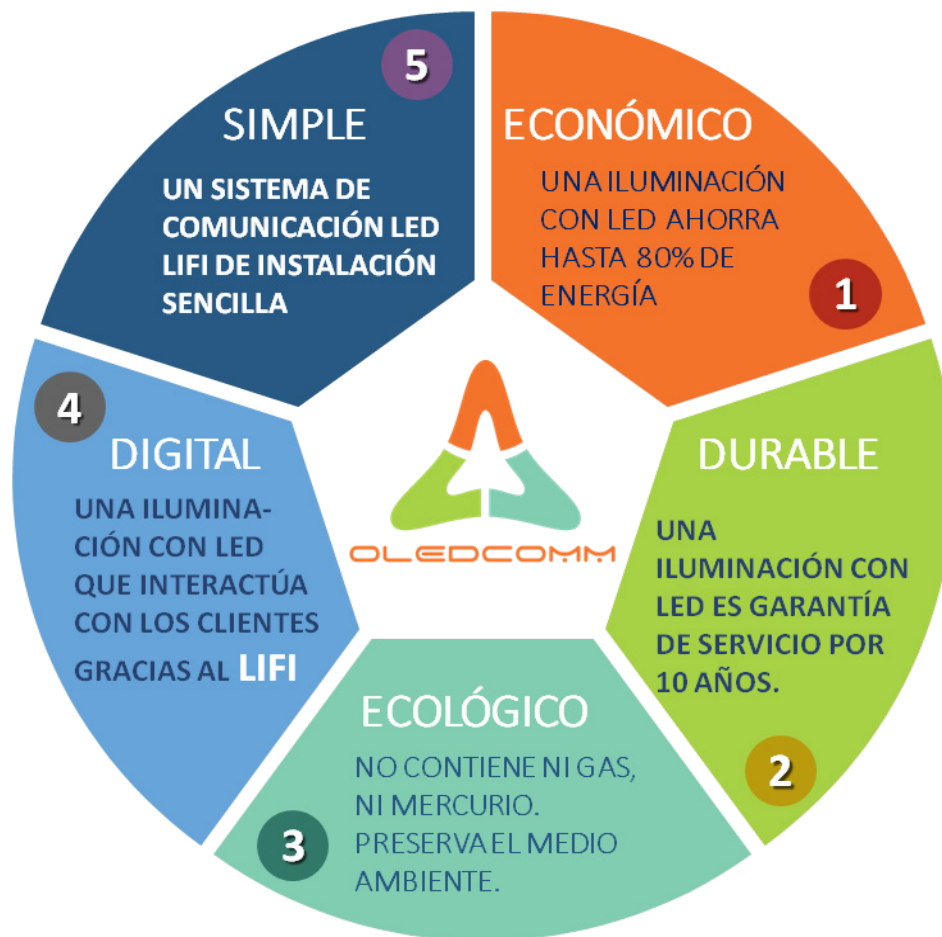 5
SIMPLE
UN SISTEMA DE
COMUNICACIÓN LED
LIFI DE INSTALACIÓN
SENCILLA
ECONÓMICO
UNA ILUMINACIÓN
CON LED AHORRA
HASTA 80% DE
ENERGÍA
1
4
DIGITAL
UNA ILUMINA-
CIÓN CON LED
QUE INTERACTÚA
CON LOS CLIENTES
GRACIAS AL LIFI
OLEDCOMM
DURABLE
UNA
ILUMINACIÓN CON
LED ES GARANTÍA
DE SERVICIO POR
10 AÑOS.
2
ECOLÓGICO
NO CONTIENE NI GAS,
NI MERCURIO.
PRESERVA EL MEDIO
AMBIENTE.
3